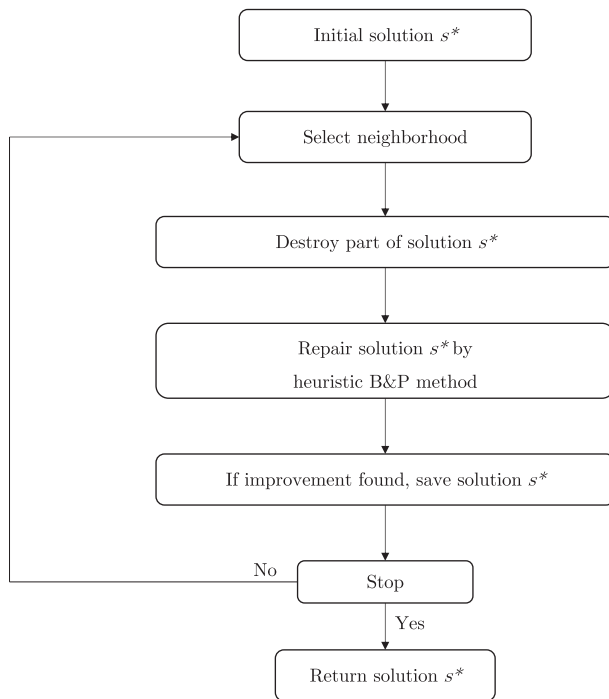 Initial solution s*
Select neighborhood
Destroy part of solution s*
Repair solution s* by
heuristic B&P method
If improvement found, save solution s*
No
Stop
Yes
Return solution s*